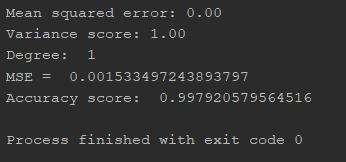 Mean squared error: 0.00
Variance score: 1.00
Degree:  1
MSE =  0.001533497243893797
Accuracy score:  0.997920579564516
Process finished with exit code 0